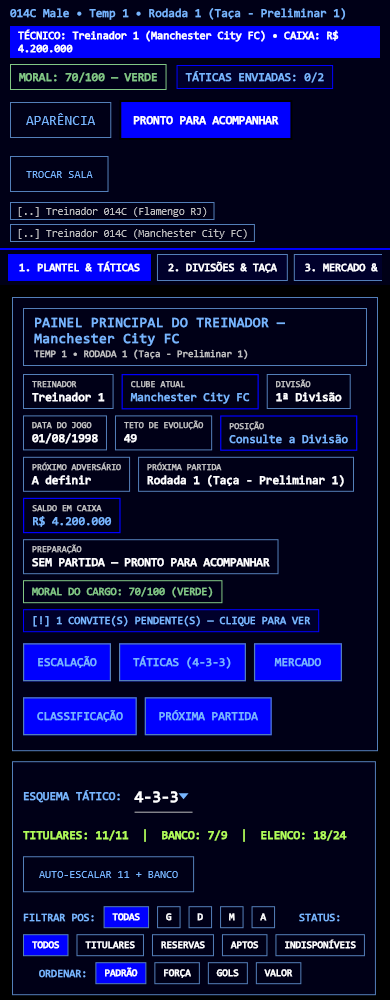 014C Male • Temp 1 • Rodada 1 (Taça - Preliminar 1)
TÉCNICO: Treinador 1 (Manchester City FC) • CAIXA: R$
4.200.000
MORAL: 70/100 — VERDE
TÁTICAS ENVIADAS: 0/2
APARÊNCIA
PRONTO PARA ACOMPANHAR
TROCAR SALA
[..] Treinador 014C (Flamengo RJ)
[..] Treinador 014C (Manchester City FC)
1. PLANTEL & TÁTICAS
2. DIVISÕES & TAÇA
3. MERCADO &
PAINEL PRINCIPAL DO TREINADOR —
Manchester City FC
TEMP 1 • RODADA 1 (Taça - Preliminar 1)
TREINADOR
Treinador 1
CLUBE ATUAL
Manchester City FC
DIVISÃO
1ª Divisão
DATA DO JOGO
01/08/1998
TETO DE EVOLUÇÃO
49
POSIÇÃO
Consulte a Divisão
PRÓXIMO ADVERSÁRIO
A definir
PRÓXIMA PARTIDA
Rodada 1 (Taça - Preliminar 1)
SALDO EM CAIXA
R$ 4.200.000
PREPARAÇÃO
SEM PARTIDA — PRONTO PARA ACOMPANHAR
MORAL DO CARGO: 70/100 (VERDE)
[!] 1 CONVITE(S) PENDENTE(S) — CLIQUE PARA VER
ESCALAÇÃO
TÁTICAS (4-3-3)
MERCADO
CLASSIFICAÇÃO
PRÓXIMA PARTIDA
ESQUEMA TÁTICO: 4-3-3
TITULARES: 11/11 | BANCO: 7/9 | ELENCO: 18/24
AUTO-ESCALAR 11 + BANCO
FILTRAR POS: TODAS G D M A STATUS:
TODOS TITULARES RESERVAS APTOS INDISPONÍVEIS
ORDENAR: PADRÃO FORÇA GOLS VALOR